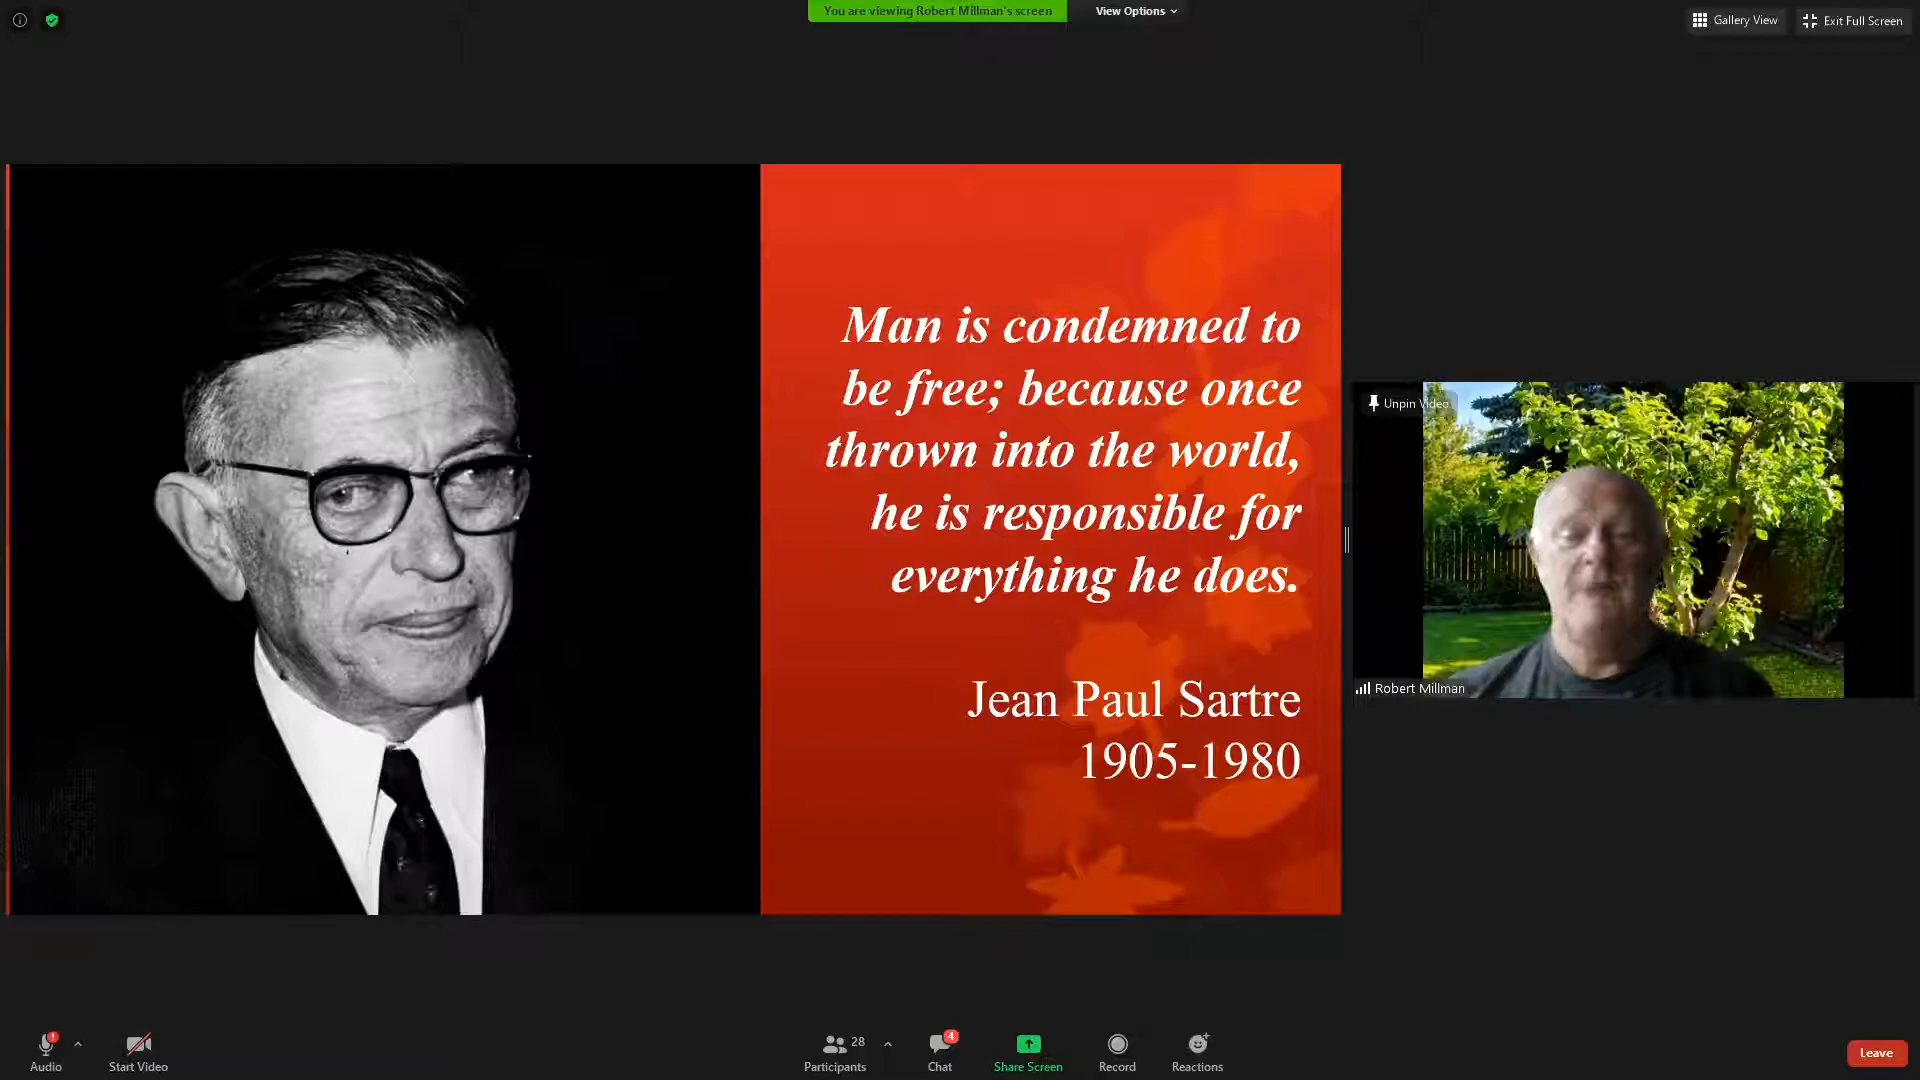 You are viewing Robert Millman's screen
View Options
Gallery View
Exit Full Screen
Man is condemned to
be free; because once
thrown into the world,
he is responsible for
everything he does.
Jean Paul Sartre
1905-1980
Unpin Video
Robert Millman
Audio
Start Video
28
Participants
4
Chat
Share Screen
Record
Reactions
Leave